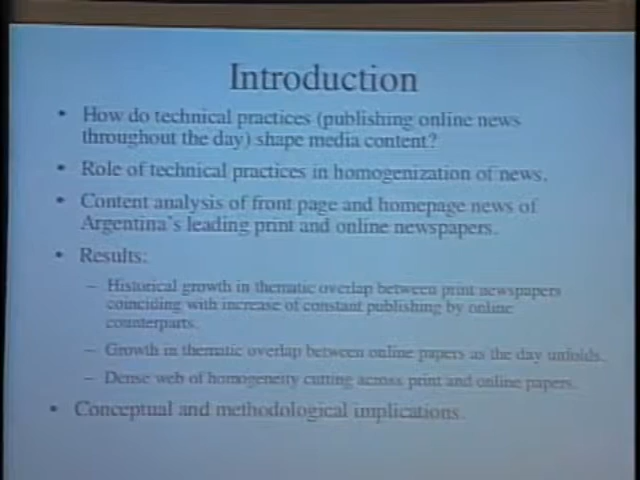 Introduction
• How do technical practices (publishing online news
throughout the day) shape media content?
• Role of technical practices in homogenization of news.
• Content analysis of front page and homepage news of
Argentina's leading print and online newspapers.
• Results:
– Historical growth in thematic overlap between print newspapers
coinciding with increase of constant publishing by online
counterparts.
– Growth in thematic overlap between online papers as the day unfolds.
– Dense web of homogeneity cutting across print and online papers.
• Conceptual and methodological implications.